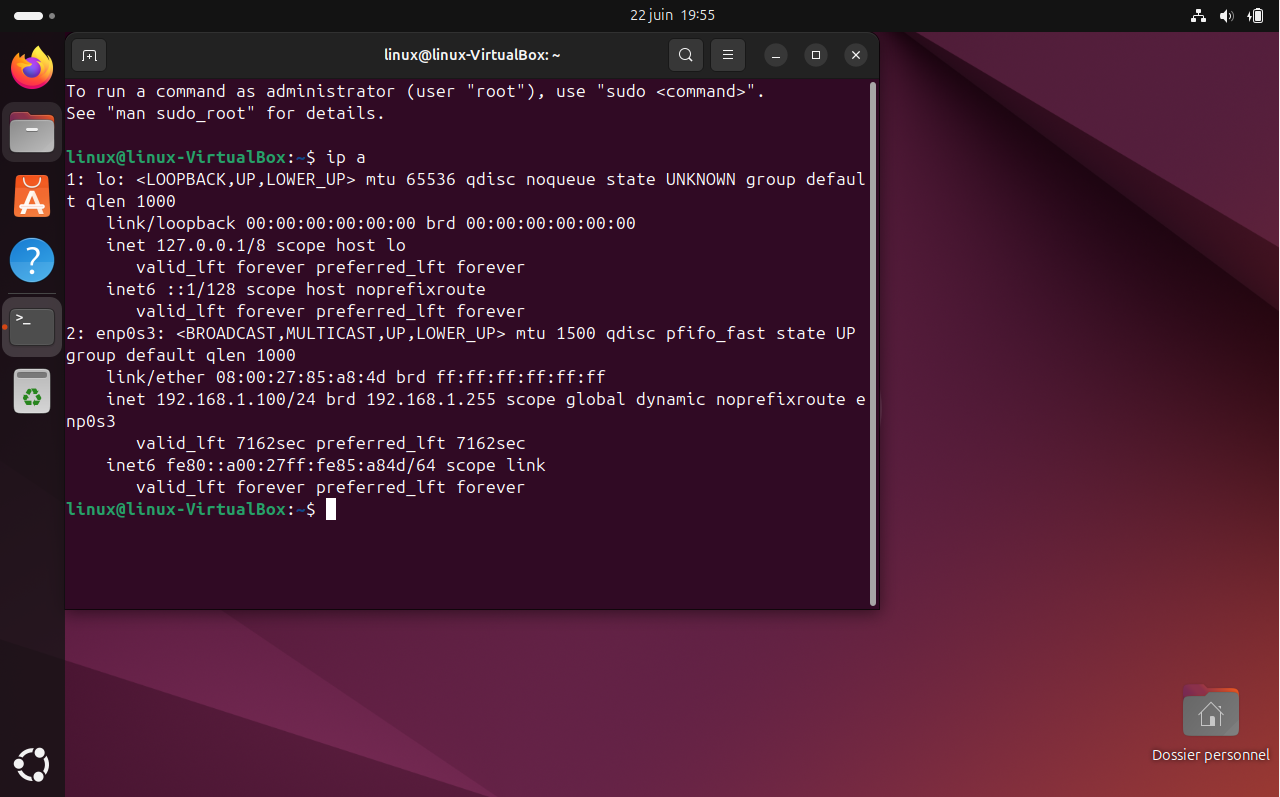 22 juin 19:55
linux@linux-VirtualBox: ~
To run a command as administrator (user "root"), use "sudo <command>".
See "man sudo_root" for details.
linux@linux-VirtualBox:~$ ip a
1: lo: <LOOPBACK,UP,LOWER_UP> mtu 65536 qdisc noqueue state UNKNOWN group defaul
t qlen 1000
    link/loopback 00:00:00:00:00:00 brd 00:00:00:00:00:00
    inet 127.0.0.1/8 scope host lo
       valid_lft forever preferred_lft forever
    inet6 ::1/128 scope host noprefixroute
       valid_lft forever preferred_lft forever
2: enp0s3: <BROADCAST,MULTICAST,UP,LOWER_UP> mtu 1500 qdisc pfifo_fast state UP
group default qlen 1000
    link/ether 08:00:27:85:a8:4d brd ff:ff:ff:ff:ff:ff
    inet 192.168.1.100/24 brd 192.168.1.255 scope global dynamic noprefixroute e
np0s3
       valid_lft 7162sec preferred_lft 7162sec
    inet6 fe80::a00:27ff:fe85:a84d/64 scope link
       valid_lft forever preferred_lft forever
linux@linux-VirtualBox:~$
Dossier personnel